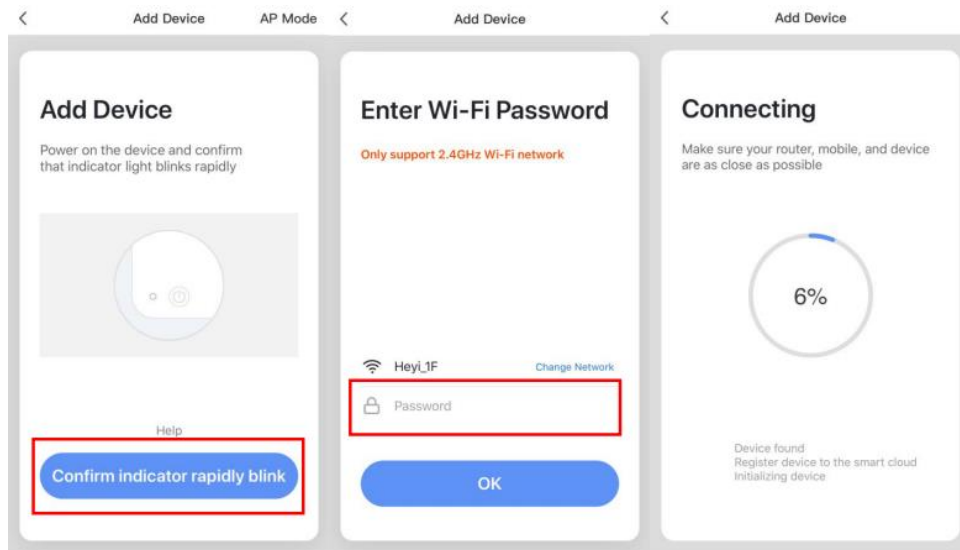 Add Device
AP Mode
Add Device
Power on the device and confirm
that indicator light blinks rapidly
Help
Confirm indicator rapidly blink
Add Device
Enter Wi-Fi Password
Only support 2.4GHz Wi-Fi network
Heyi_1F
Change Network
Password
OK
Add Device
Connecting
Make sure your router, mobile, and device
are as close as possible
6%
Device found
Register device to the smart cloud
Initializing device